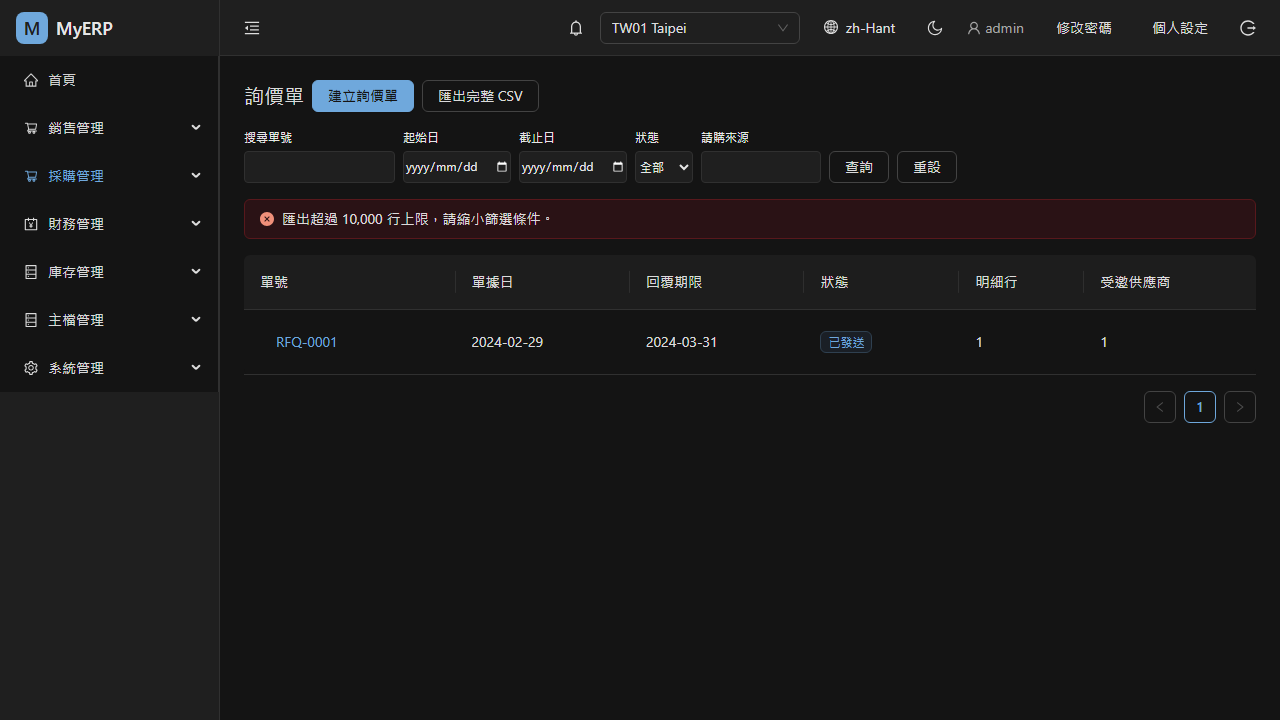 M MyERP
TW01 Taipei
zh-Hant
admin
修改密碼
個人設定
首頁
銷售管理
採購管理
財務管理
庫存管理
主檔管理
系統管理
詢價單
建立詢價單
匯出完整 CSV
搜尋單號
起始日
截止日
狀態
請購來源
yyyy/mm/dd
yyyy/mm/dd
全部
查詢
重設
匯出超過 10,000 行上限，請縮小篩選條件。
單號 單據日 回覆期限 狀態 明細行 受邀供應商
RFQ-0001 2024-02-29 2024-03-31 已發送 1 1
1